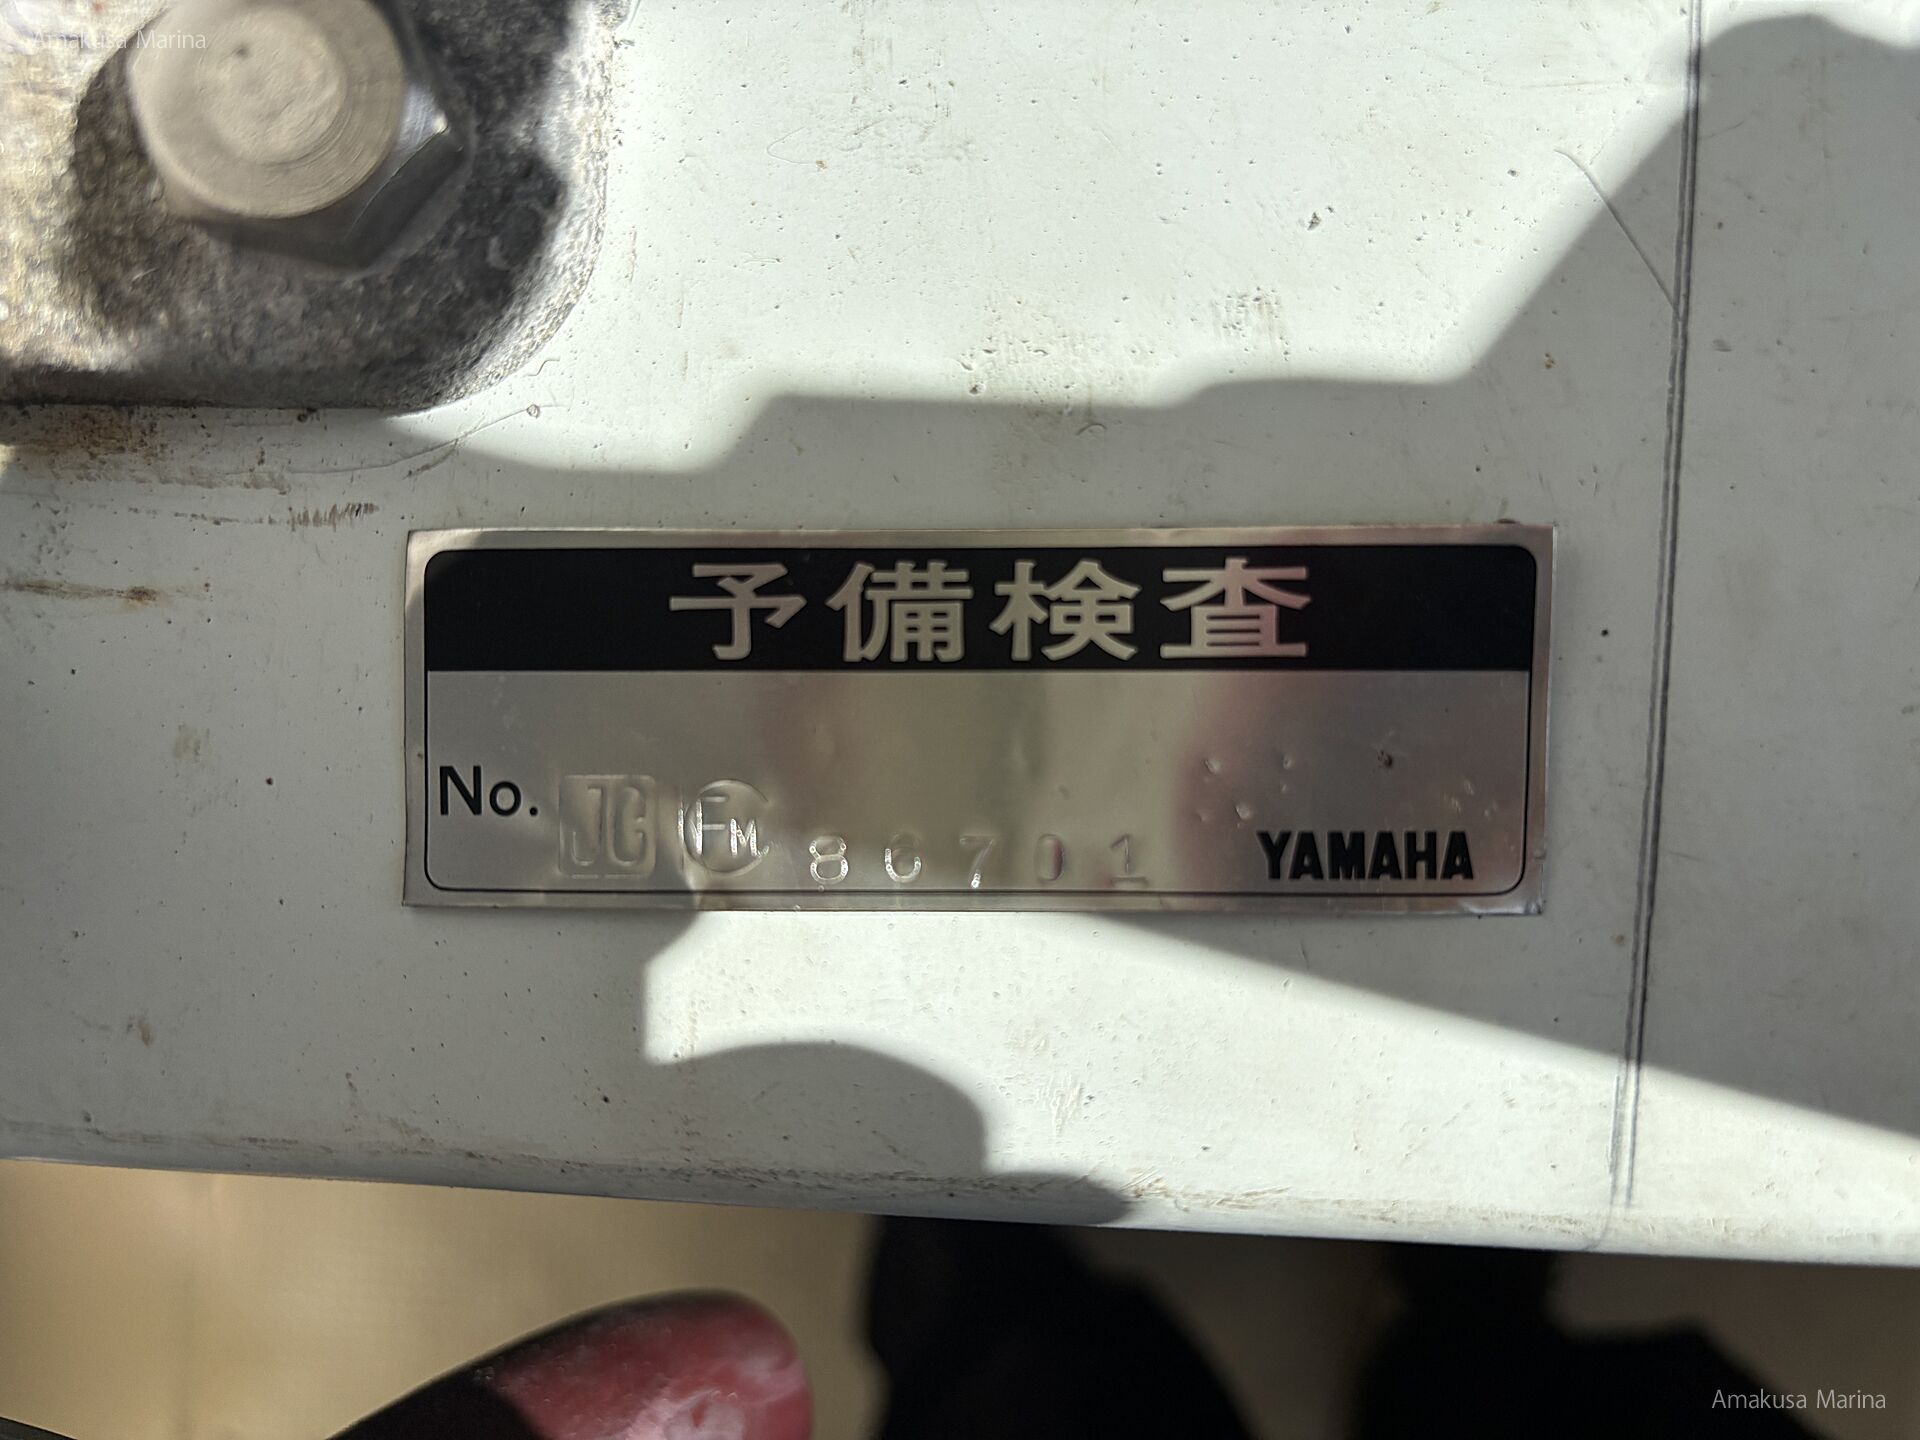 Amakusa Marina
予備検査
No. JC FM 86701
YAMAHA
Amakusa Marina